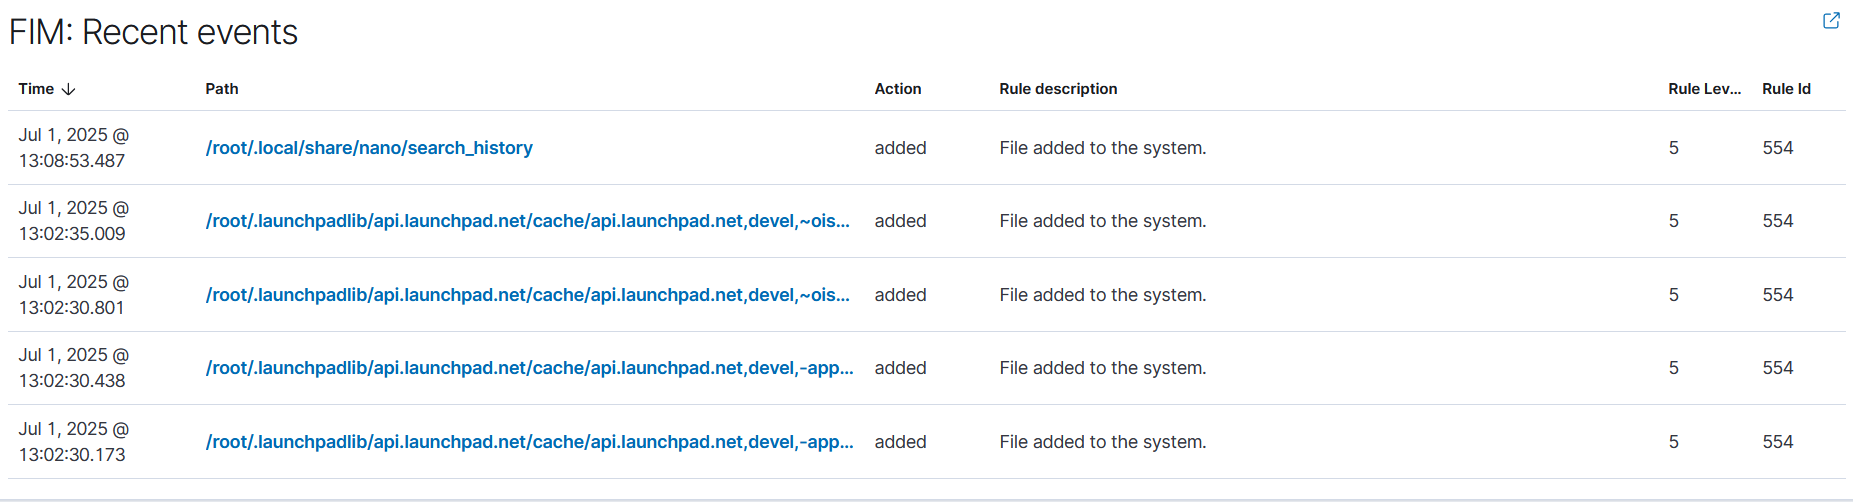 FIM: Recent events
Time Path Action Rule description Rule Lev... Rule Id
Jul 1, 2025 @
13:08:53.487
/root/.local/share/nano/search_history added File added to the system. 5 554
Jul 1, 2025 @
13:02:35.009
/root/.launchpadlib/api.launchpad.net/cache/api.launchpad.net,devel,~ois... added File added to the system. 5 554
Jul 1, 2025 @
13:02:30.801
/root/.launchpadlib/api.launchpad.net/cache/api.launchpad.net,devel,~ois... added File added to the system. 5 554
Jul 1, 2025 @
13:02:30.438
/root/.launchpadlib/api.launchpad.net/cache/api.launchpad.net,devel,-app... added File added to the system. 5 554
Jul 1, 2025 @
13:02:30.173
/root/.launchpadlib/api.launchpad.net/cache/api.launchpad.net,devel,-app... added File added to the system. 5 554